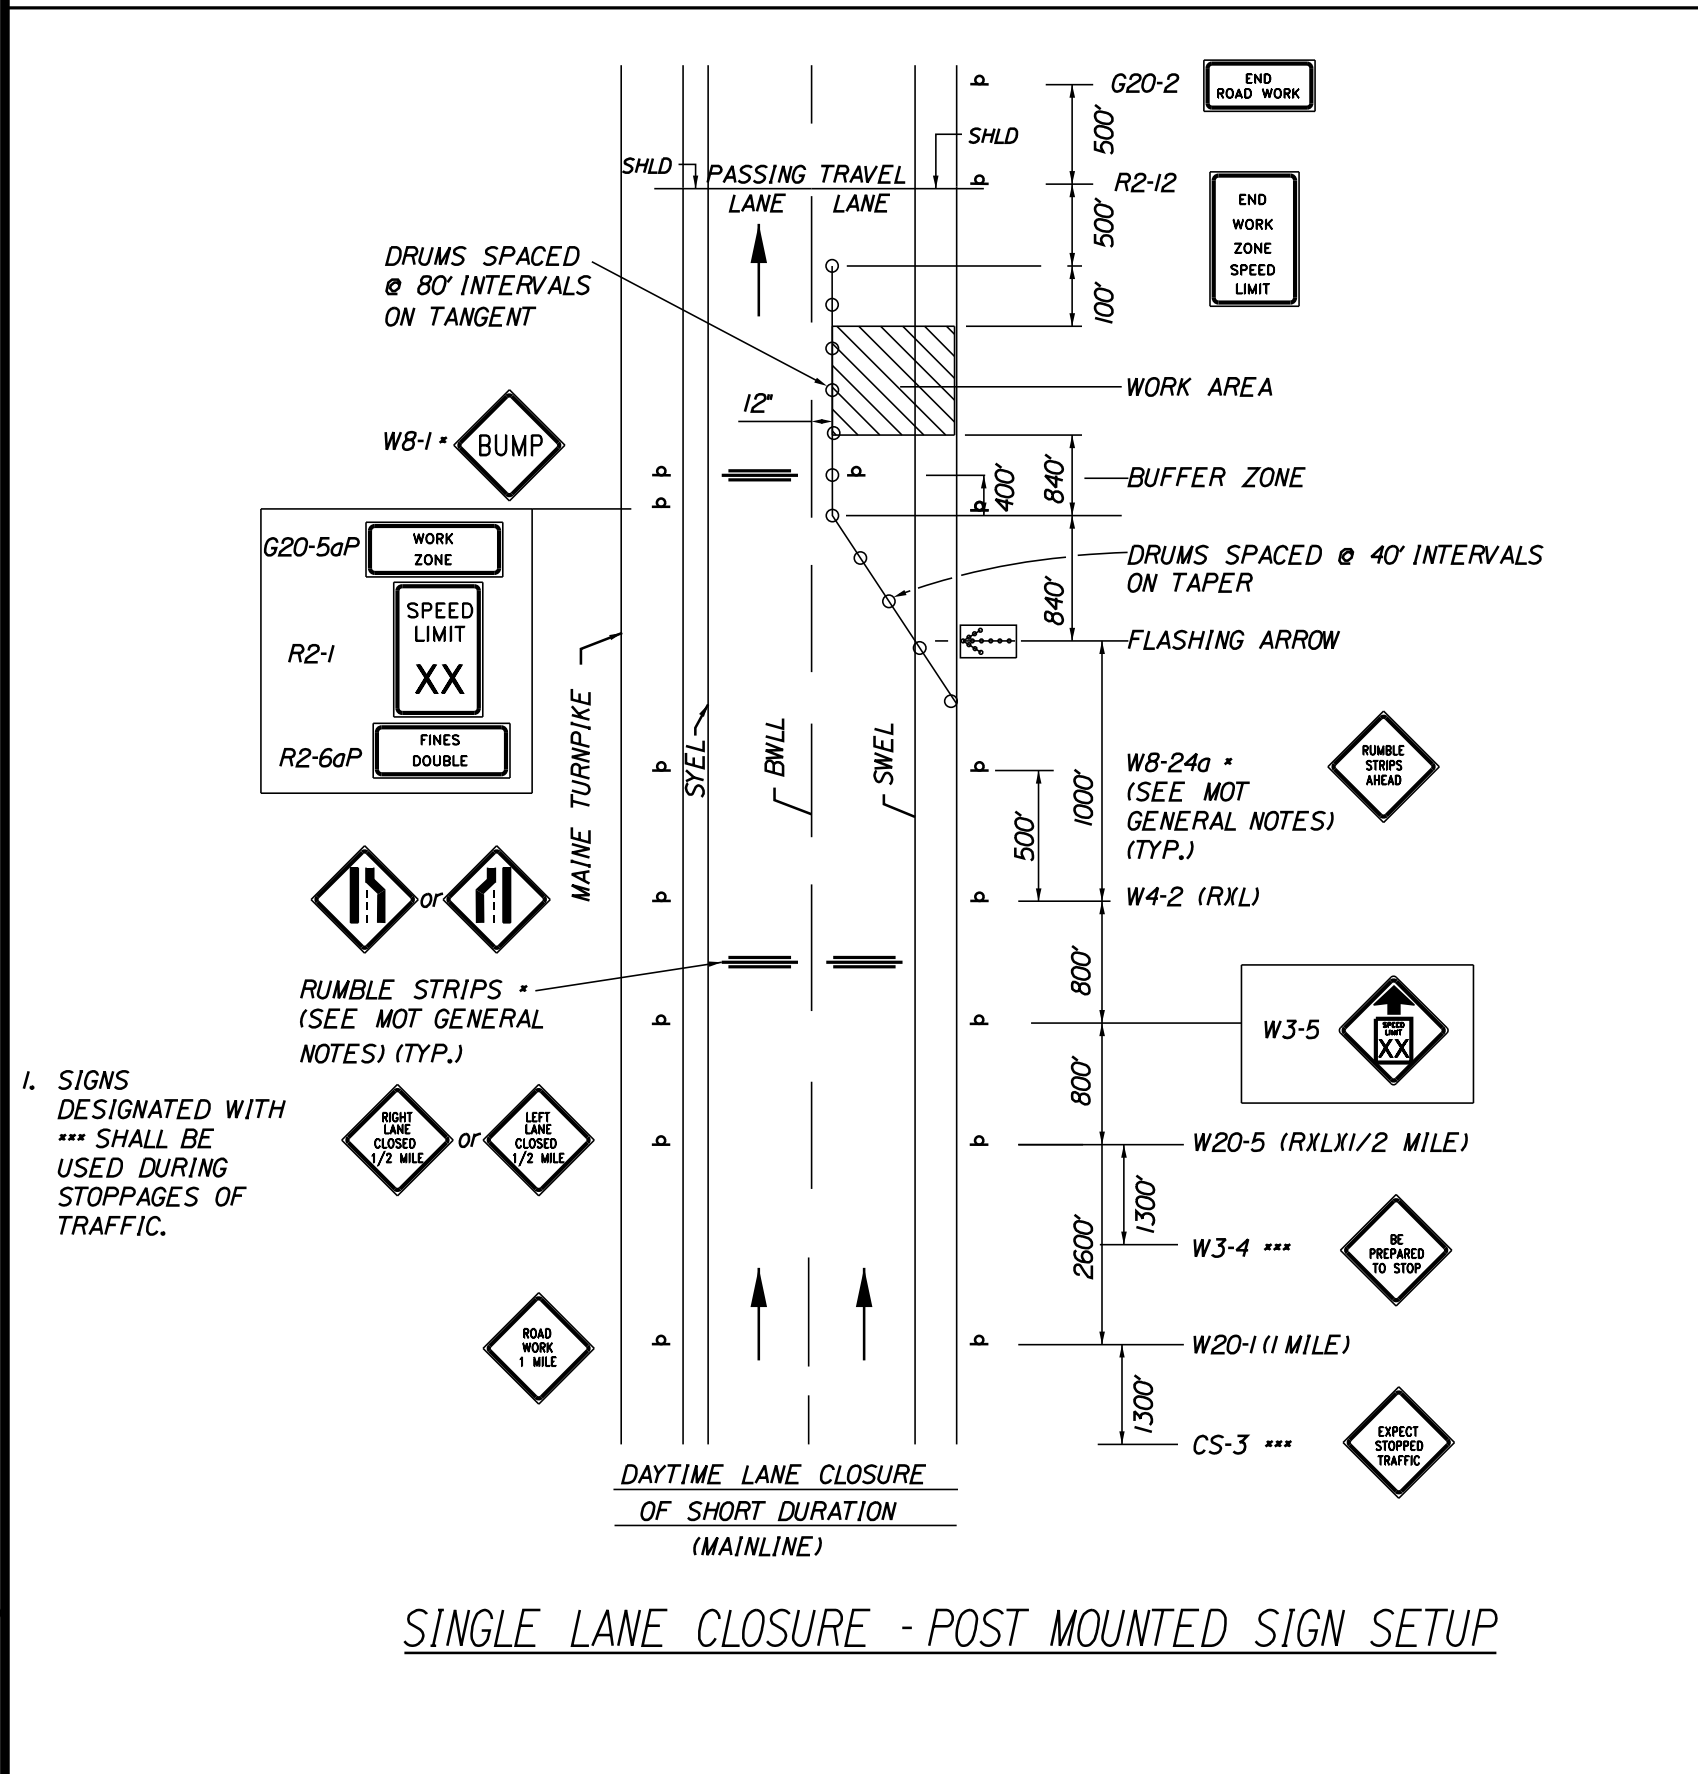 G20-2
END
ROAD WORK
500'
SHLD
SHLD
PASSING TRAVEL
LANE LANE
R2-12
END
WORK
ZONE
SPEED
LIMIT
500'
100'
DRUMS SPACED
@ 80' INTERVALS
ON TANGENT
WORK AREA
12"
W8-1 *
BUMP
840'
400'
BUFFER ZONE
G20-5aP
WORK
ZONE
R2-1
SPEED
LIMIT
XX
R2-6aP
FINES
DOUBLE
DRUMS SPACED @ 40' INTERVALS
ON TAPER
840'
FLASHING ARROW
MAINE TURNPIKE
SYEL
BWLL
SWEL
W8-24a *
(SEE MOT
GENERAL NOTES)
(TYP.)
RUMBLE
STRIPS
AHEAD
1000'
500'
or
W4-2 (R)(L)
800'
RUMBLE STRIPS *
(SEE MOT GENERAL
NOTES) (TYP.)
W3-5
SPEED
LIMIT
XX
800'
1. SIGNS
DESIGNATED WITH
*** SHALL BE
USED DURING
STOPPAGES OF
TRAFFIC.
RIGHT
LANE
CLOSED
1/2 MILE
or
LEFT
LANE
CLOSED
1/2 MILE
W20-5 (R)(L)(1/2 MILE)
1300'
2600'
W3-4 ***
BE
PREPARED
TO STOP
ROAD
WORK
1 MILE
W20-1 (1 MILE)
1300'
CS-3 ***
EXPECT
STOPPED
TRAFFIC
DAYTIME LANE CLOSURE
OF SHORT DURATION
(MAINLINE)
SINGLE LANE CLOSURE - POST MOUNTED SIGN SETUP